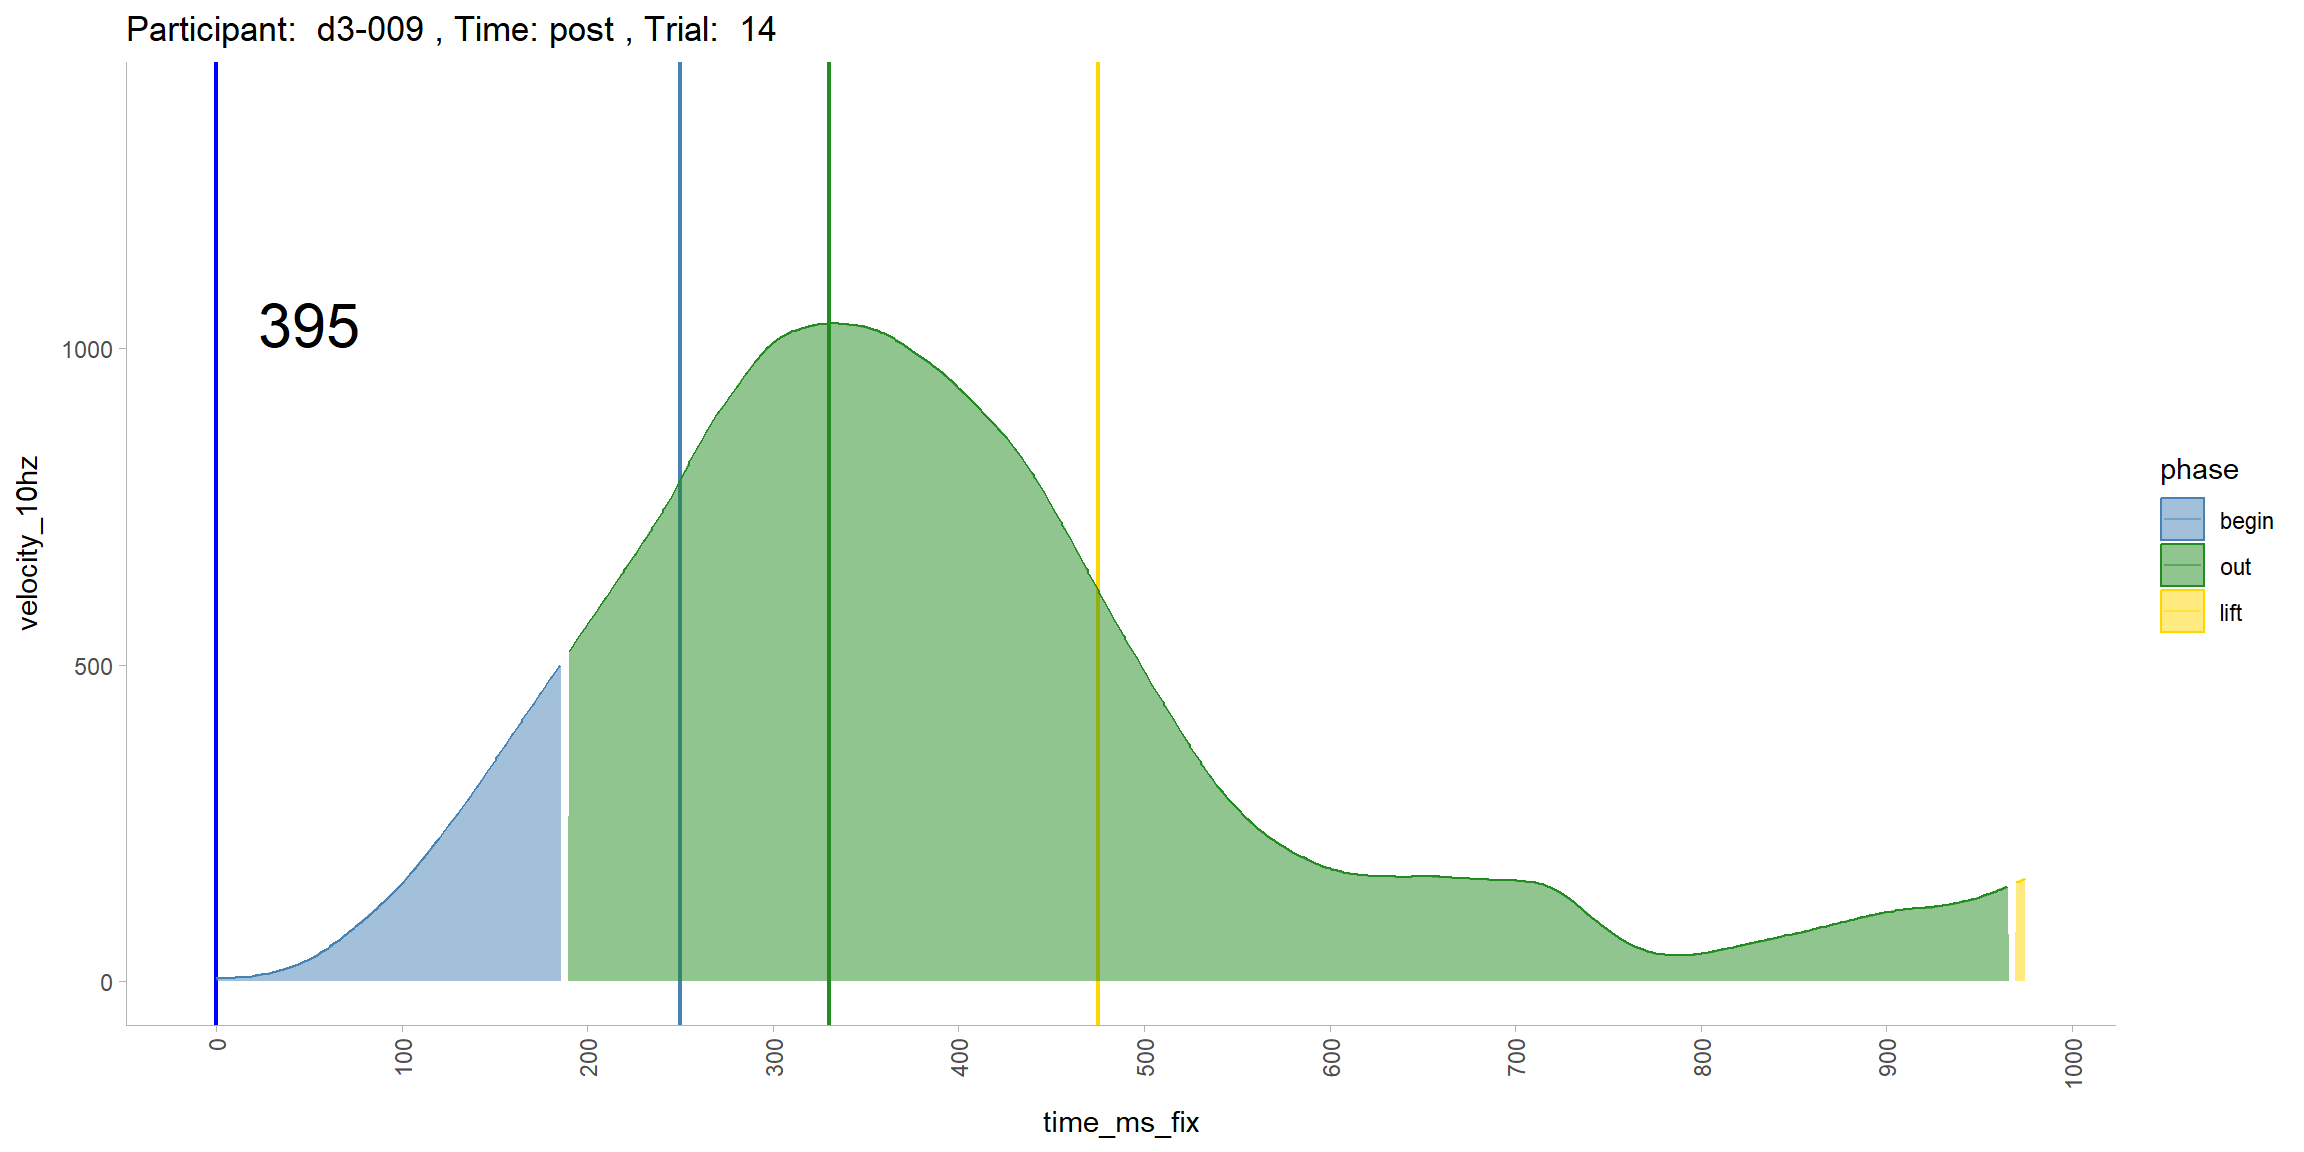 Participant:  d3-009 , Time: post , Trial:  14
395
1000
500
0
velocity_10hz
0
100
200
300
400
500
600
700
800
900
1000
time_ms_fix
phase
begin
out
lift